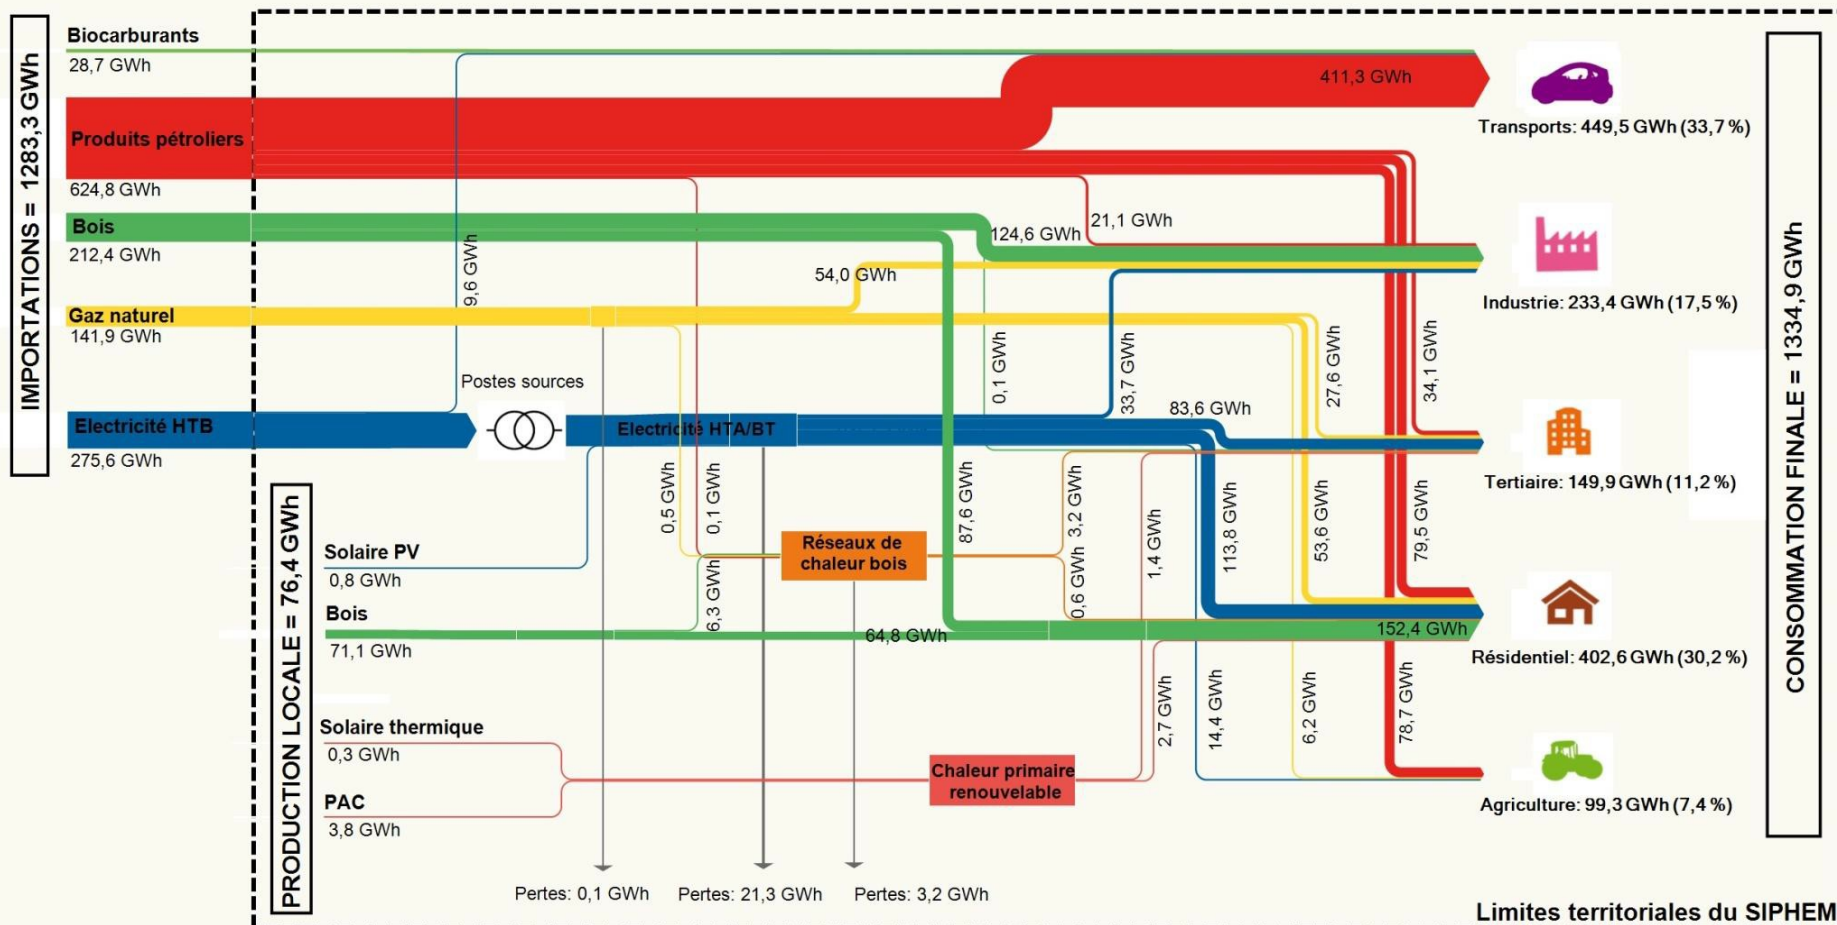 IMPORTATIONS = 1283,3 GWh
Biocarburants
28,7 GWh
Produits pétroliers
624,8 GWh
Bois
212,4 GWh
Gaz naturel
141,9 GWh
Electricité HTB
275,6 GWh
9,6 GWh
Postes sources
Electricité HTA/BT
411,3 GWh
21,1 GWh
124,6 GWh
54,0 GWh
0,1 GWh
33,7 GWh
83,6 GWh
27,6 GWh
34,1 GWh
0,5 GWh
0,1 GWh
87,6 GWh
3,2 GWh
1,4 GWh
113,8 GWh
53,6 GWh
79,5 GWh
PRODUCTION LOCALE = 76,4 GWh
Solaire PV
0,8 GWh
Bois
71,1 GWh
Solaire thermique
0,3 GWh
PAC
3,8 GWh
6,3 GWh
Réseaux de
chaleur bois
0,6 GWh
64,8 GWh
152,4 GWh
Chaleur primaire
renouvelable
2,7 GWh
14,4 GWh
6,2 GWh
78,7 GWh
Pertes: 0,1 GWh
Pertes: 21,3 GWh
Pertes: 3,2 GWh
Transports: 449,5 GWh (33,7 %)
Industrie: 233,4 GWh (17,5 %)
Tertiaire: 149,9 GWh (11,2 %)
Résidentiel: 402,6 GWh (30,2 %)
Agriculture: 99,3 GWh (7,4 %)
CONSOMMATION FINALE = 1334,9 GWh
Limites territoriales du SIPHEM